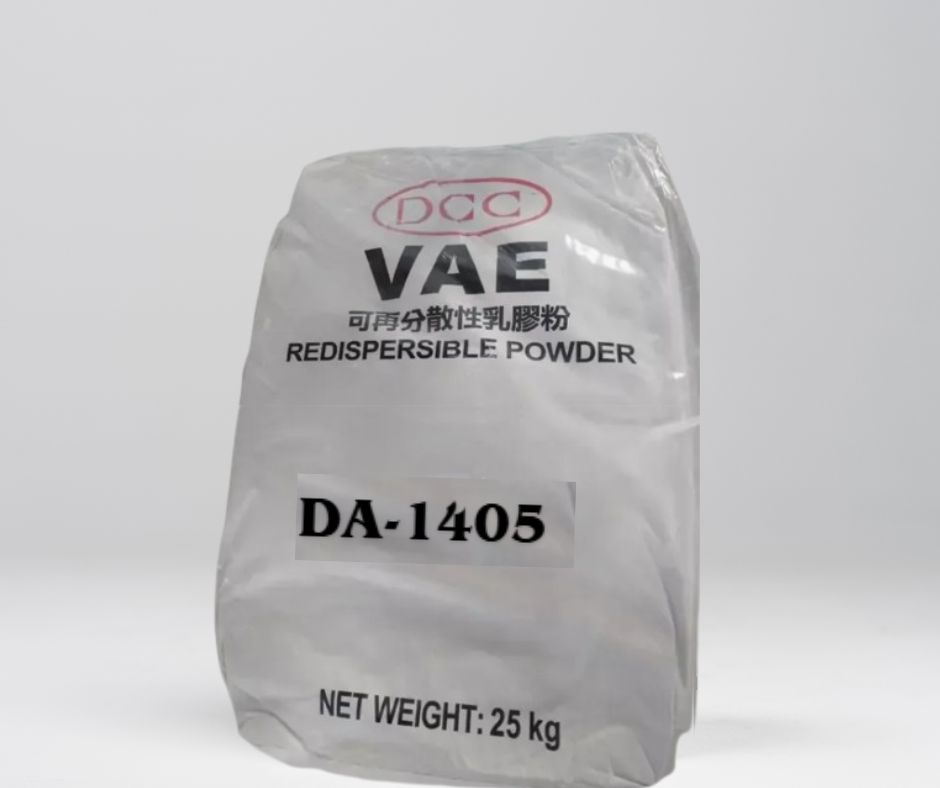 DCC
VAE
可再分散性乳膠粉
REDISPERSIBLE POWDER
DA-1405
NET WEIGHT: 25 kg